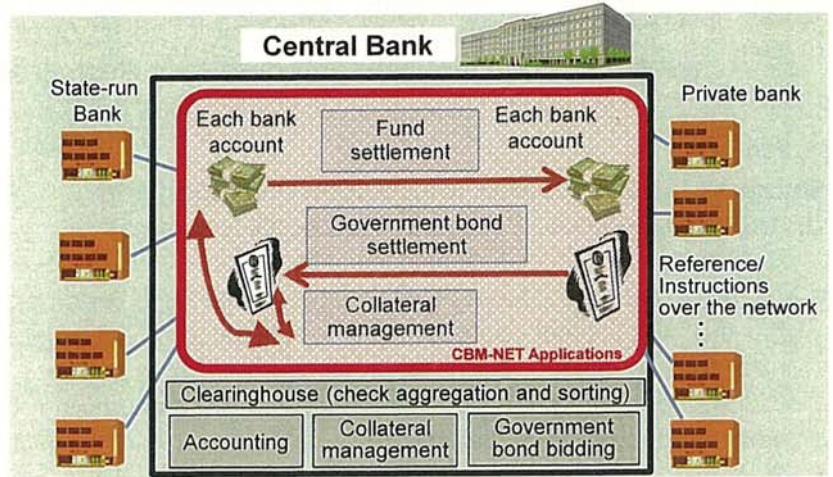 Central Bank
State-run
Bank
Each bank
account
Fund
settlement
Each bank
account
Private bank
Government bond
settlement
Collateral
management
Reference/
Instructions
over the network
CBM-NET Applications
Clearinghouse (check aggregation and sorting)
Accounting
Collateral
management
Government
bond bidding